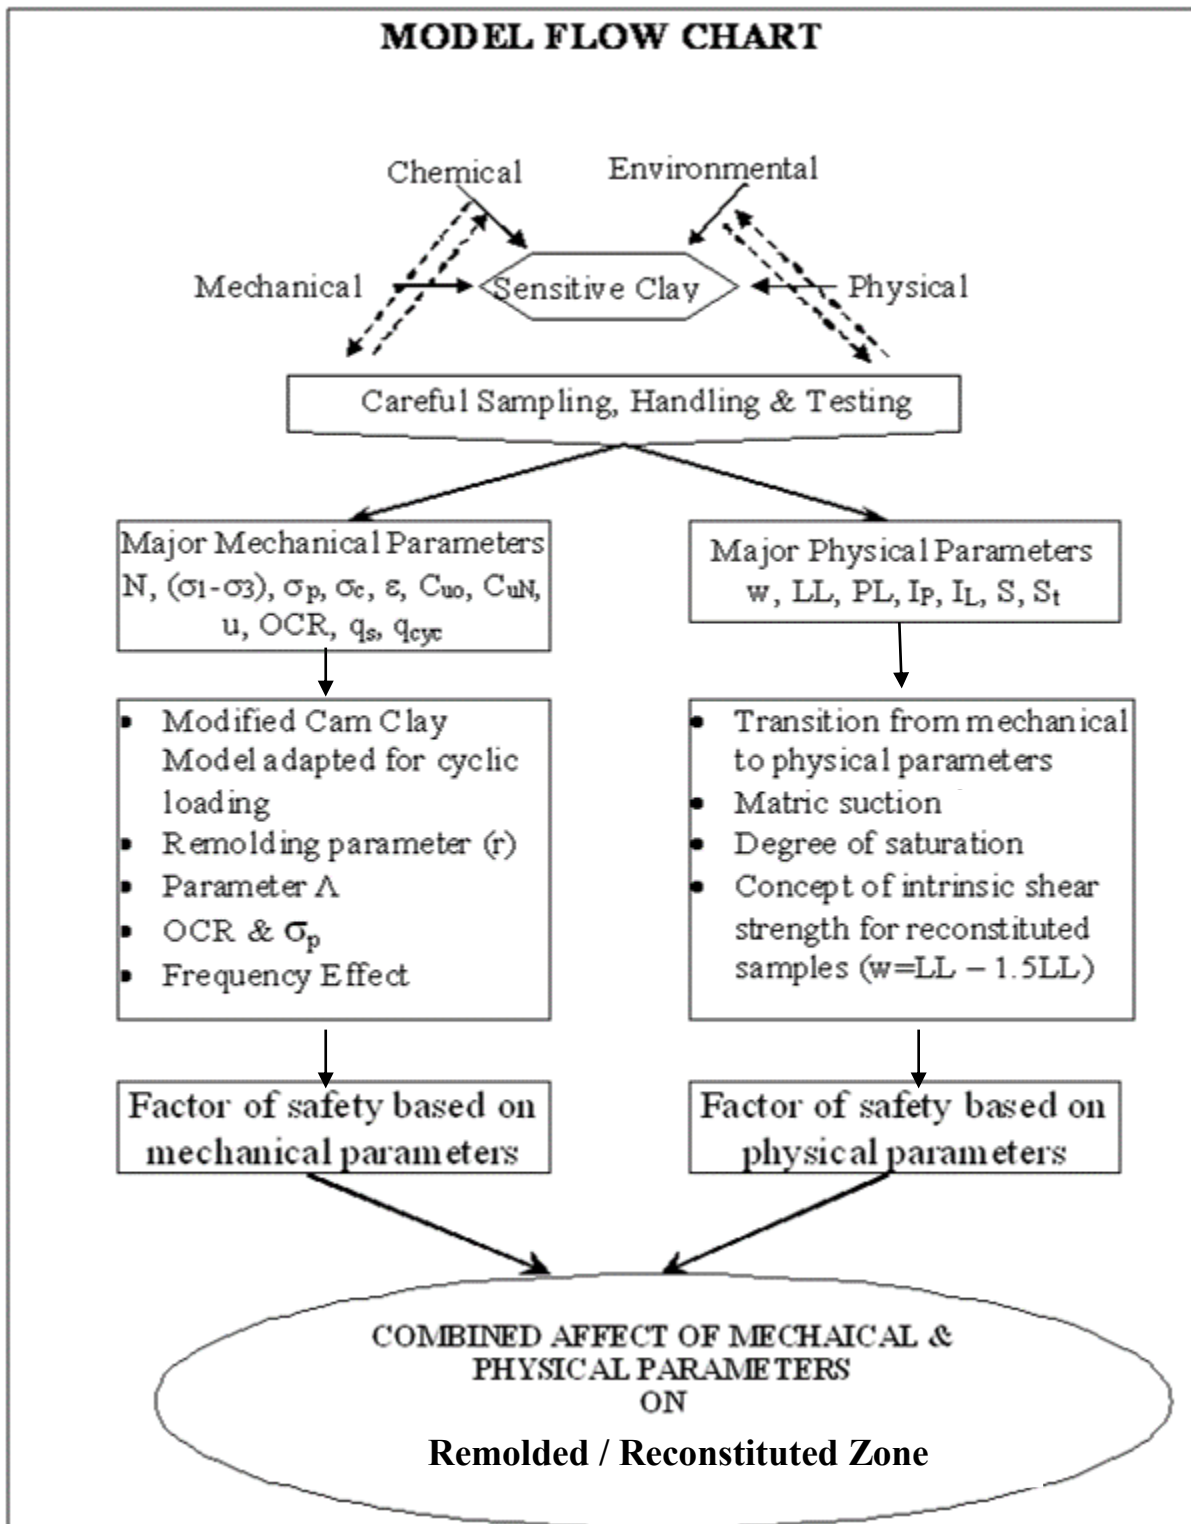 MODEL FLOW CHART
Chemical
Environmental
Mechanical
Sensitive Clay
Physical
Careful Sampling, Handling & Testing
Major Mechanical Parameters
N, (σ1-σ3), σp, σc, ε, Cuo, CuN,
u, OCR, qs, qcyc
Major Physical Parameters
w, LL, PL, IP, IL, S, St
• Modified Cam Clay
Model adapted for cyclic
loading
• Remolding parameter (r)
• Parameter Λ
• OCR & σp
• Frequency Effect
• Transition from mechanical
to physical parameters
• Matric suction
• Degree of saturation
• Concept of intrinsic shear
strength for reconstituted
samples (w=LL – 1.5LL)
Factor of safety based on
mechanical parameters
Factor of safety based on
physical parameters
COMBINED AFFECT OF MECHAICAL &
PHYSICAL PARAMETERS
ON
Remolded / Reconstituted Zone